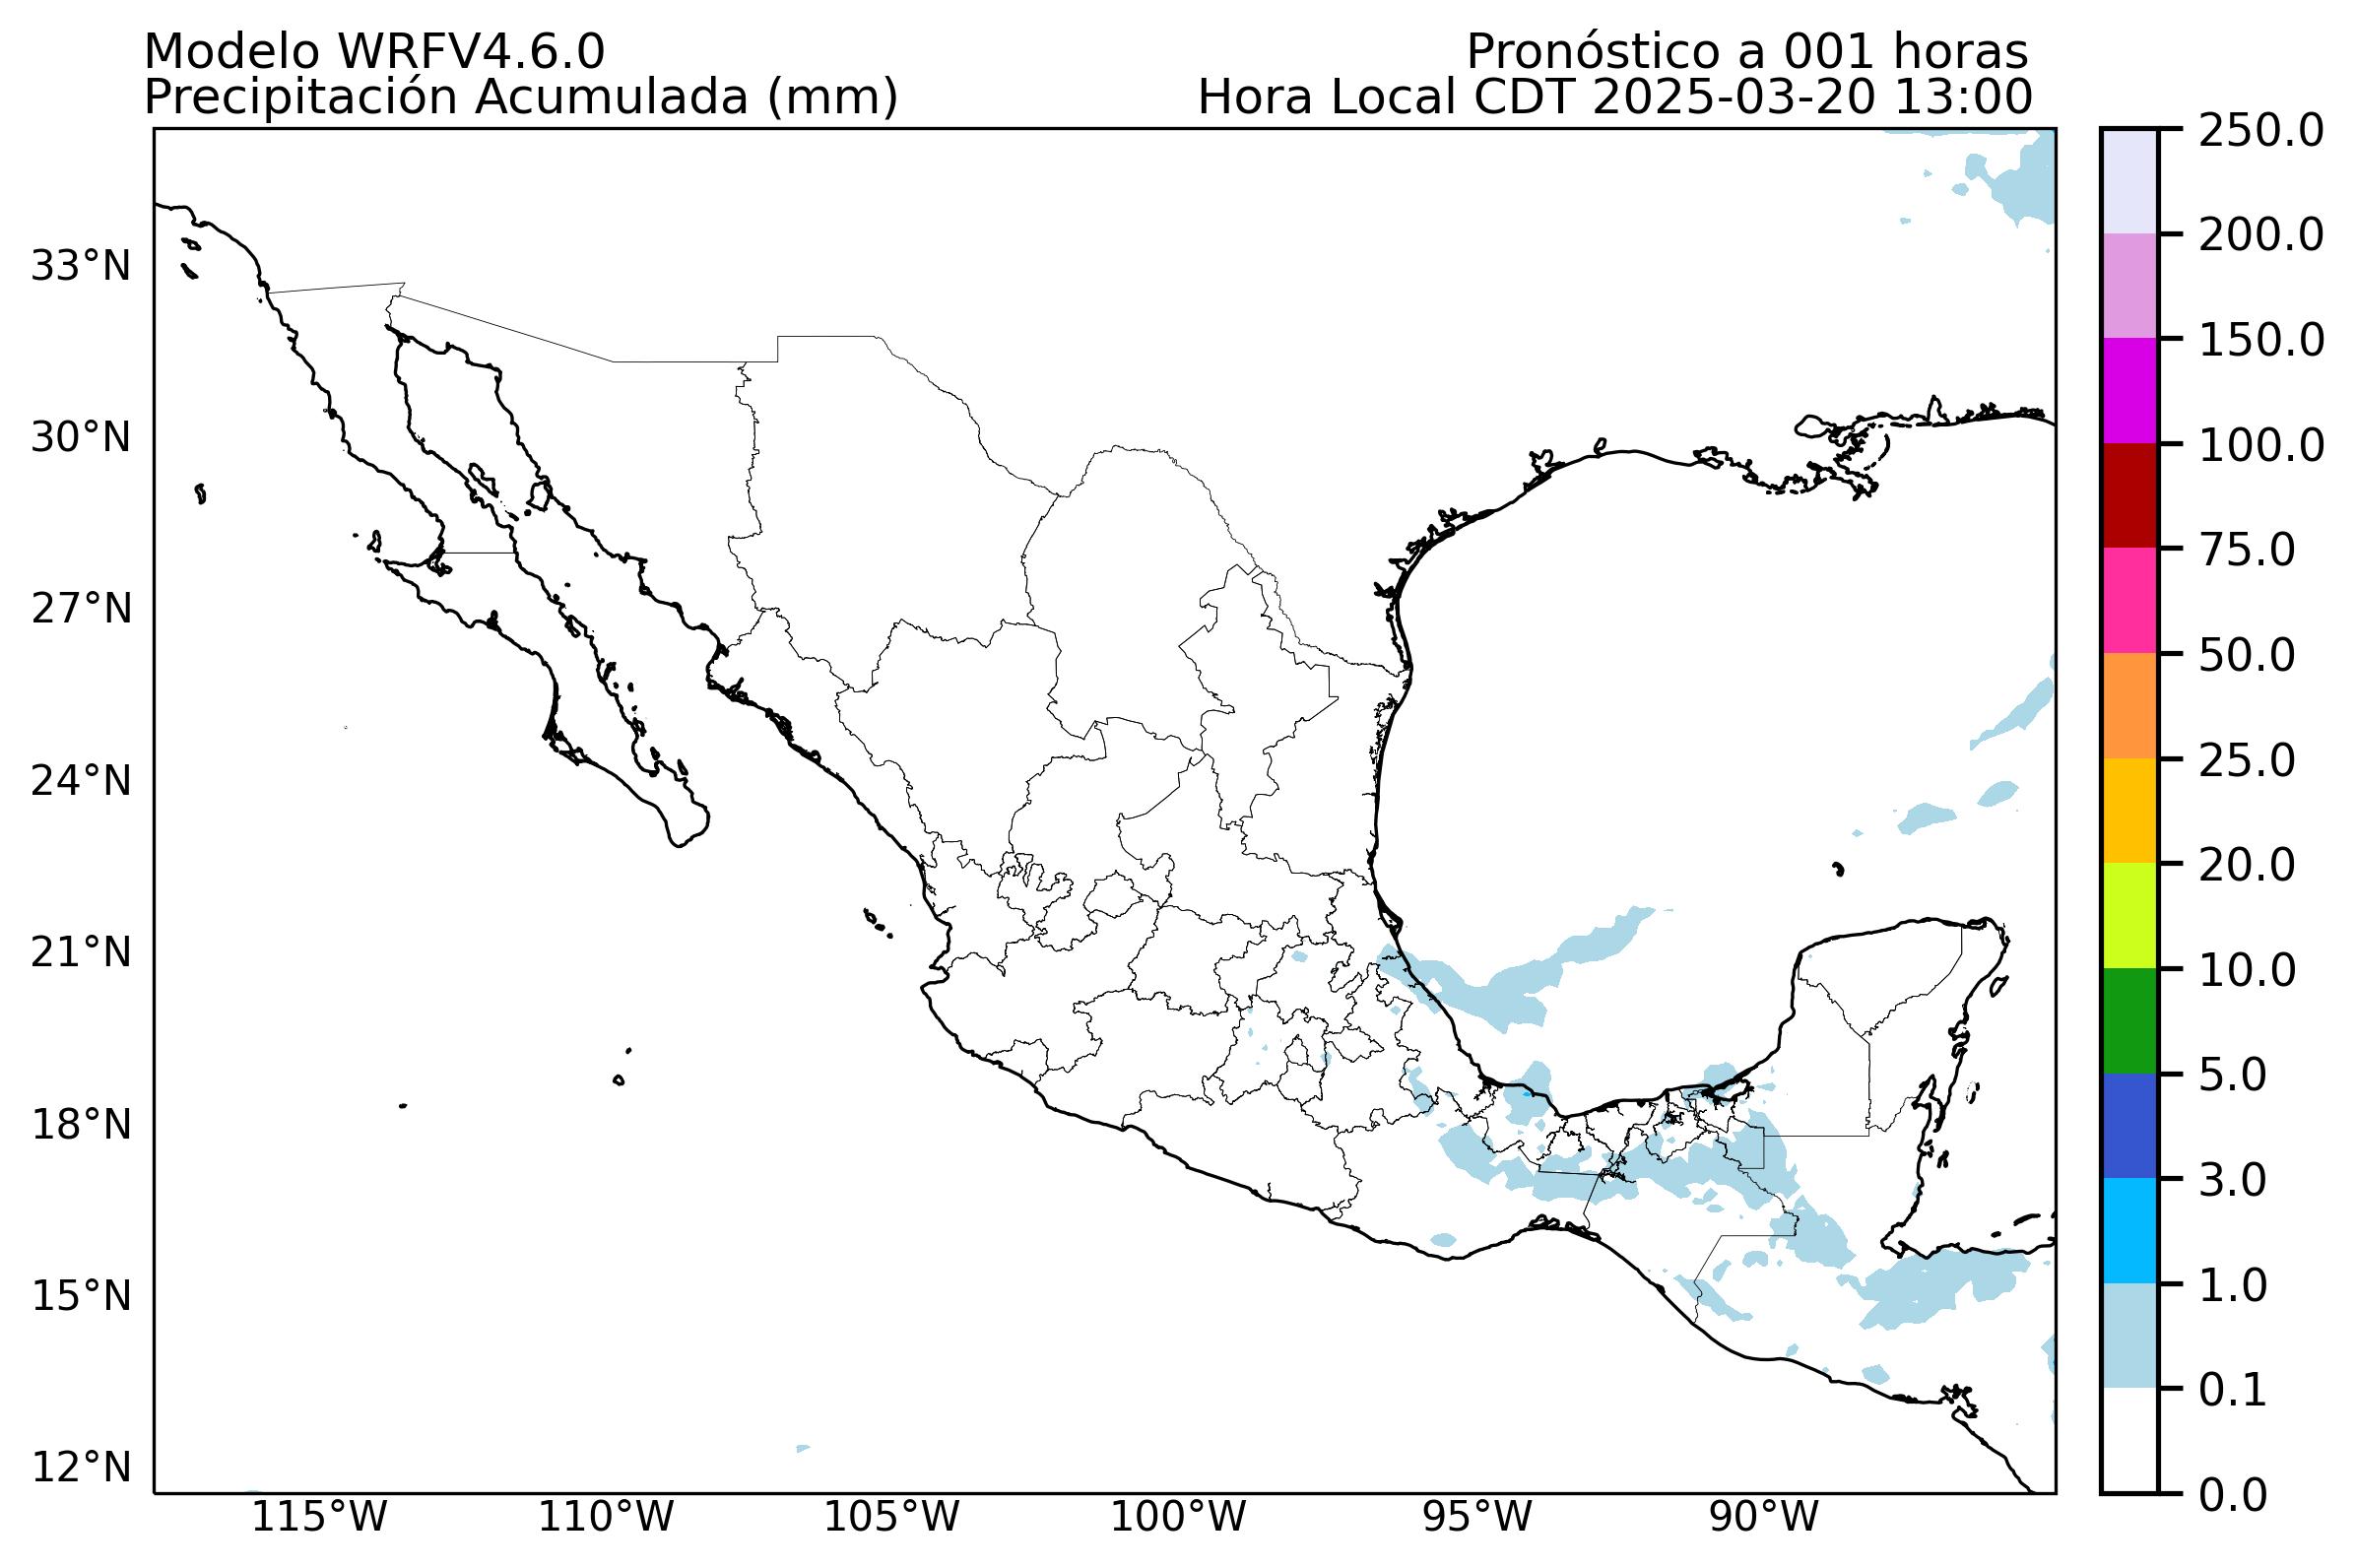 Modelo WRFV4.6.0
Pronóstico a 001 horas
Precipitación Acumulada (mm)
Hora Local CDT 2025-03-20 13:00
33°N
30°N
27°N
24°N
21°N
18°N
15°N
12°N
115°W
110°W
105°W
100°W
95°W
90°W
250.0
200.0
150.0
100.0
75.0
50.0
25.0
20.0
10.0
5.0
3.0
1.0
0.1
0.0